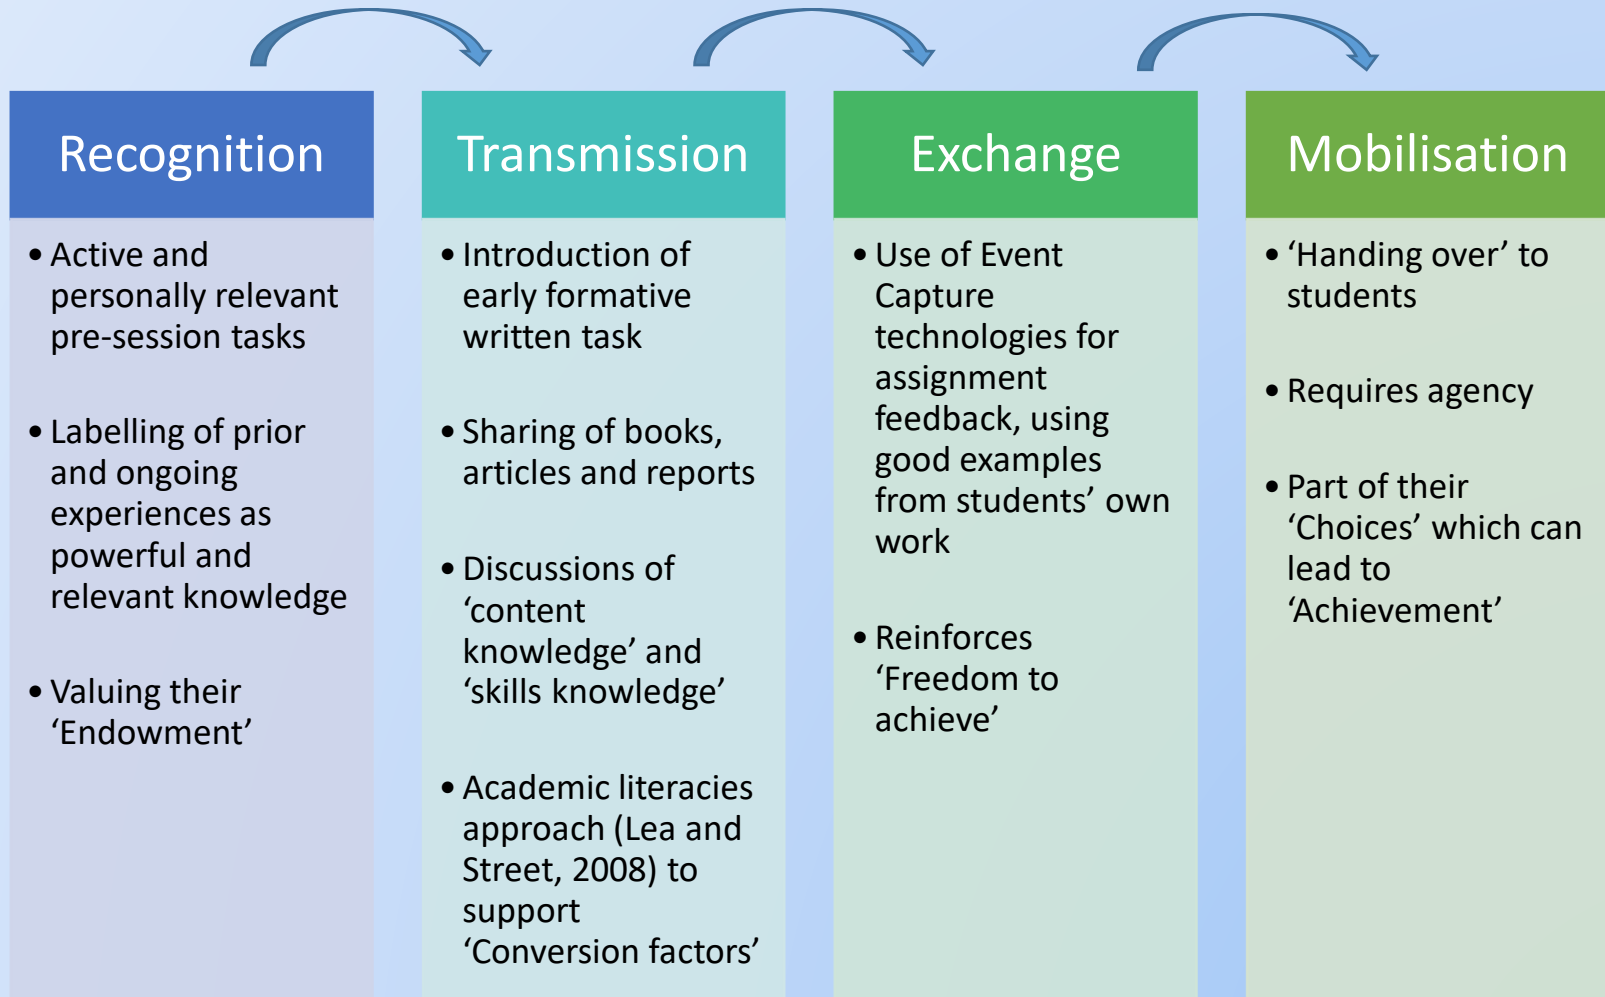 Recognition
• Active and
personally relevant
pre-session tasks
• Labelling of prior
and ongoing
experiences as
powerful and
relevant knowledge
• Valuing their
‘Endowment’
Transmission
• Introduction of
early formative
written task
• Sharing of books,
articles and reports
• Discussions of
‘content
knowledge’ and
‘skills knowledge’
• Academic literacies
approach (Lea and
Street, 2008) to
support
‘Conversion factors’
Exchange
• Use of Event
Capture
technologies for
assignment
feedback, using
good examples
from students’ own
work
• Reinforces
‘Freedom to
achieve’
Mobilisation
• ‘Handing over’ to
students
• Requires agency
• Part of their
‘Choices’ which can
lead to
‘Achievement’